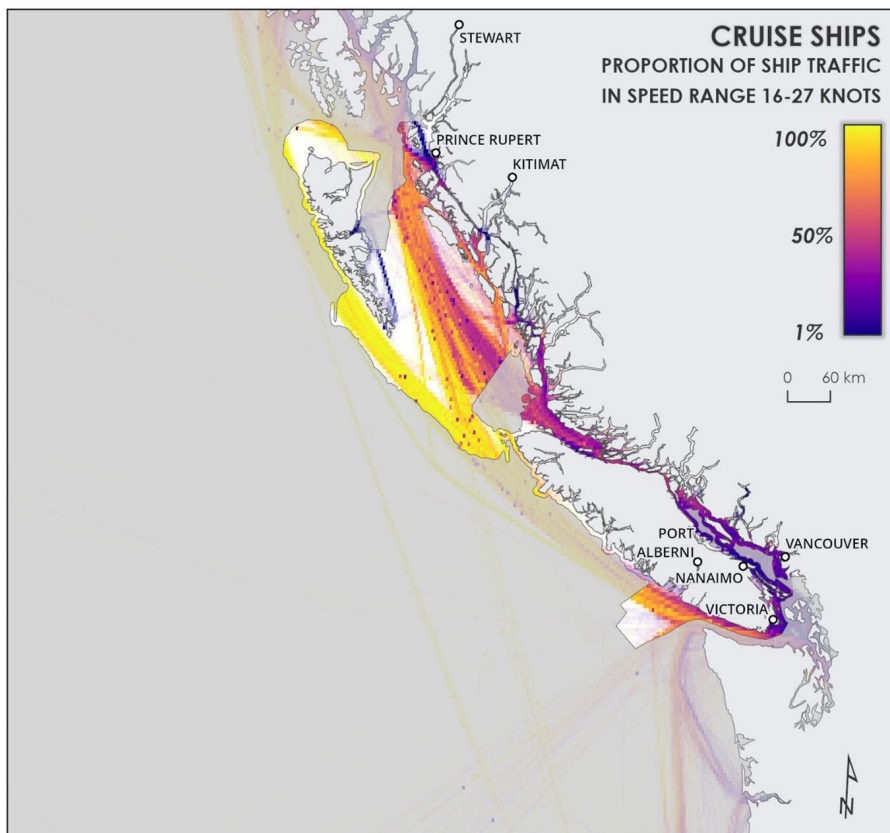 CRUISE SHIPS
PROPORTION OF SHIP TRAFFIC
IN SPEED RANGE 16-27 KNOTS
100%
50%
1%
0 60 km
STEWART
PRINCE RUPERT
KITIMAT
PORT
ALBERNI
VANCOUVER
NANAIMO
VICTORIA
N